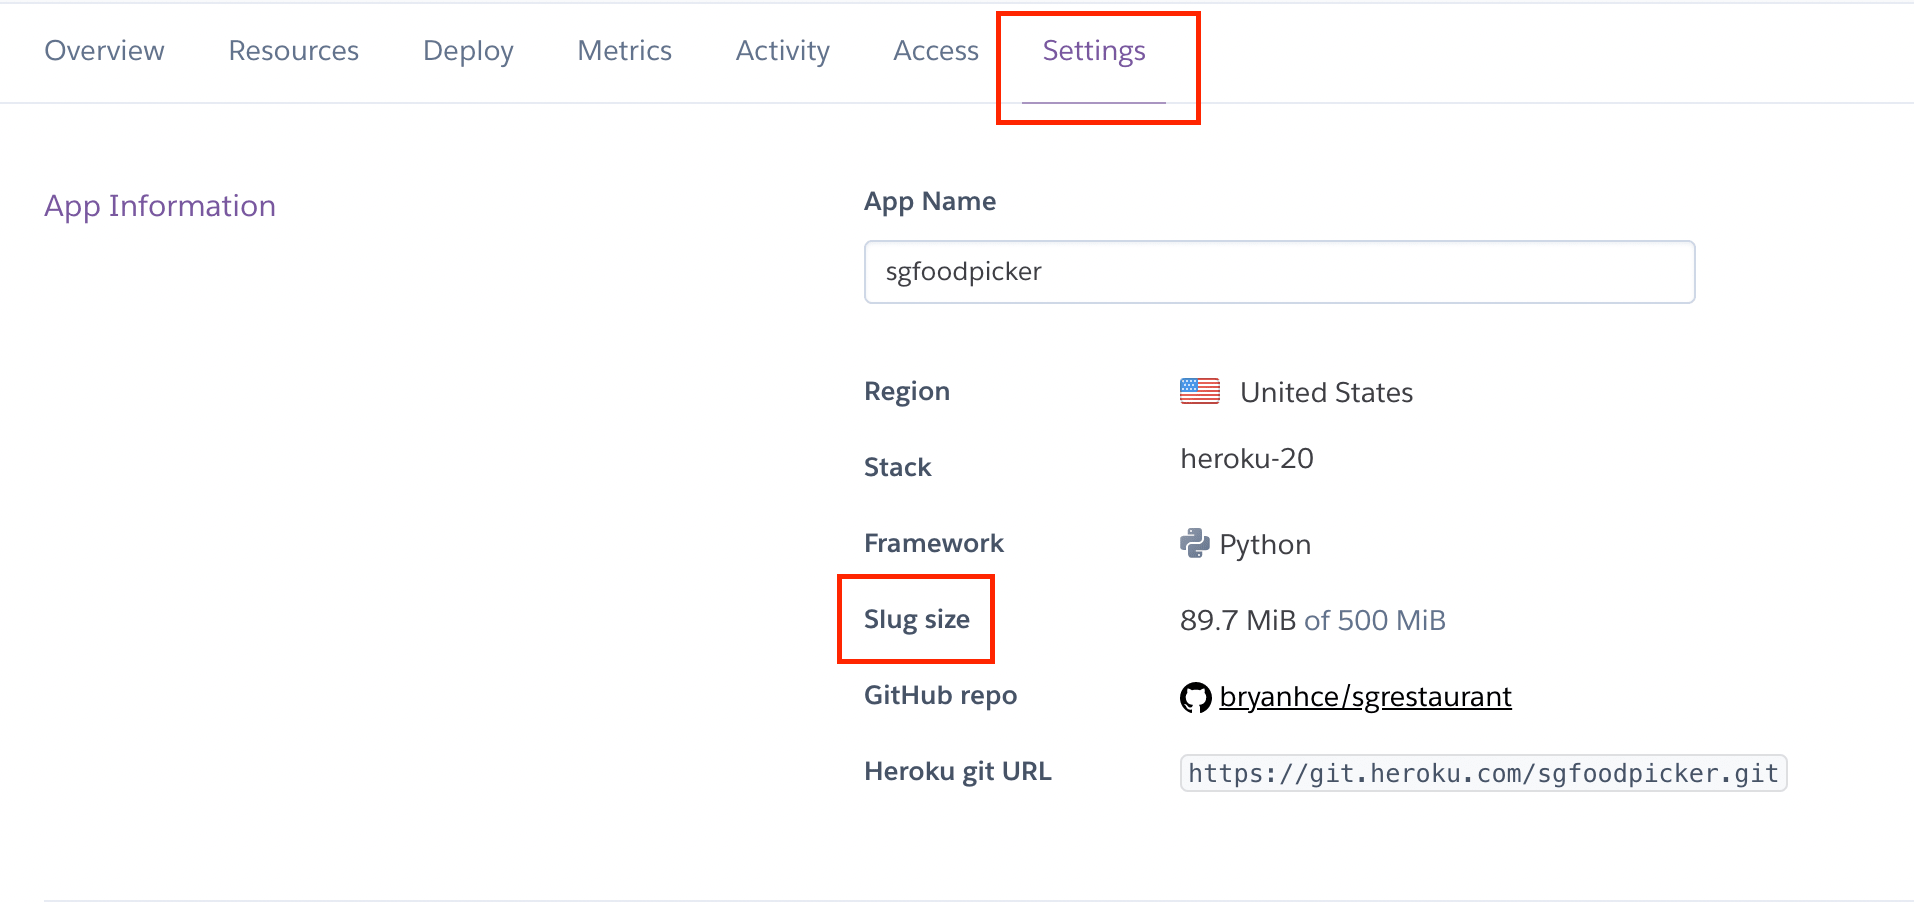 Overview Resources Deploy Metrics Activity Access Settings
App Information
App Name
sgfoodpicker
Region United States
Stack heroku-20
Framework Python
Slug size 89.7 MiB of 500 MiB
GitHub repo bryanhce/sgrestaurant
Heroku git URL https://git.heroku.com/sgfoodpicker.git